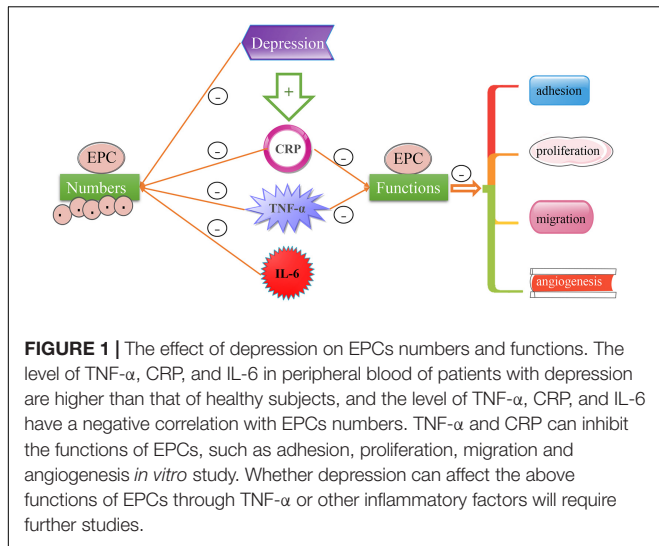 Depression
+
EPC
CRP
EPC
Numbers
TNF-α
Functions
IL-6
adhesion
proliferation
migration
angiogenesis
FIGURE 1 | The effect of depression on EPCs numbers and functions. The
level of TNF-α, CRP, and IL-6 in peripheral blood of patients with depression
are higher than that of healthy subjects, and the level of TNF-α, CRP, and IL-6
have a negative correlation with EPCs numbers. TNF-α and CRP can inhibit
the functions of EPCs, such as adhesion, proliferation, migration and
angiogenesis in vitro study. Whether depression can affect the above
functions of EPCs through TNF-α or other inflammatory factors will require
further studies.